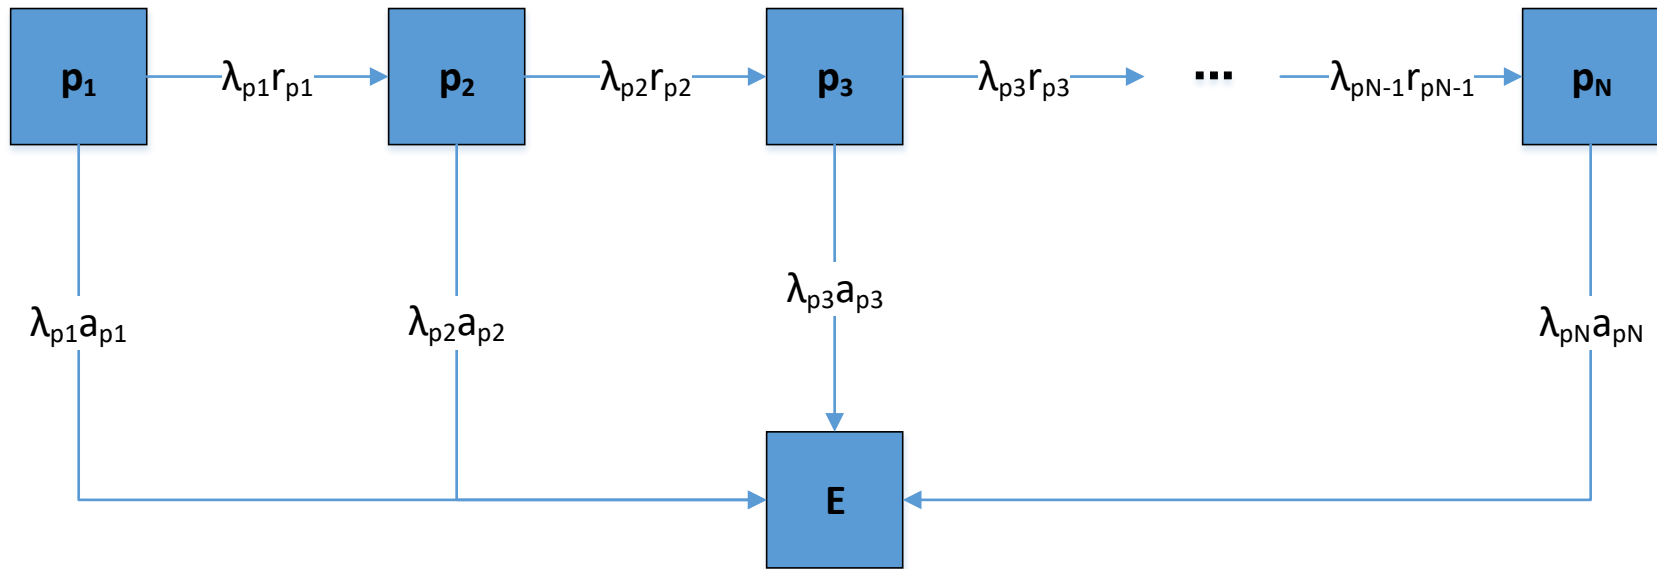 p₁ λₚ₁rₚ₁ p₂ λₚ₂rₚ₂ p₃ λₚ₃rₚ₃ ... λpN-1rpN-1 pN
λp1ap1 λp2ap2 λp3ap3 λpNapN
E